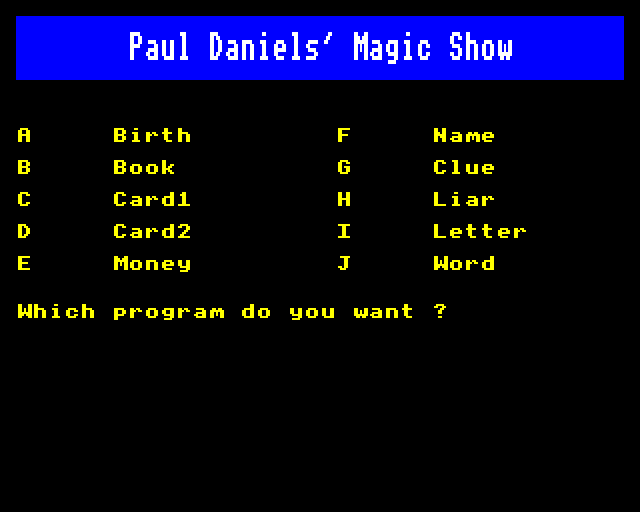 Paul Daniels' Magic Show
A Birth F Name
B Book G Clue
C Card1 H Liar
D Card2 I Letter
E Money J Word
Which program do you want ?